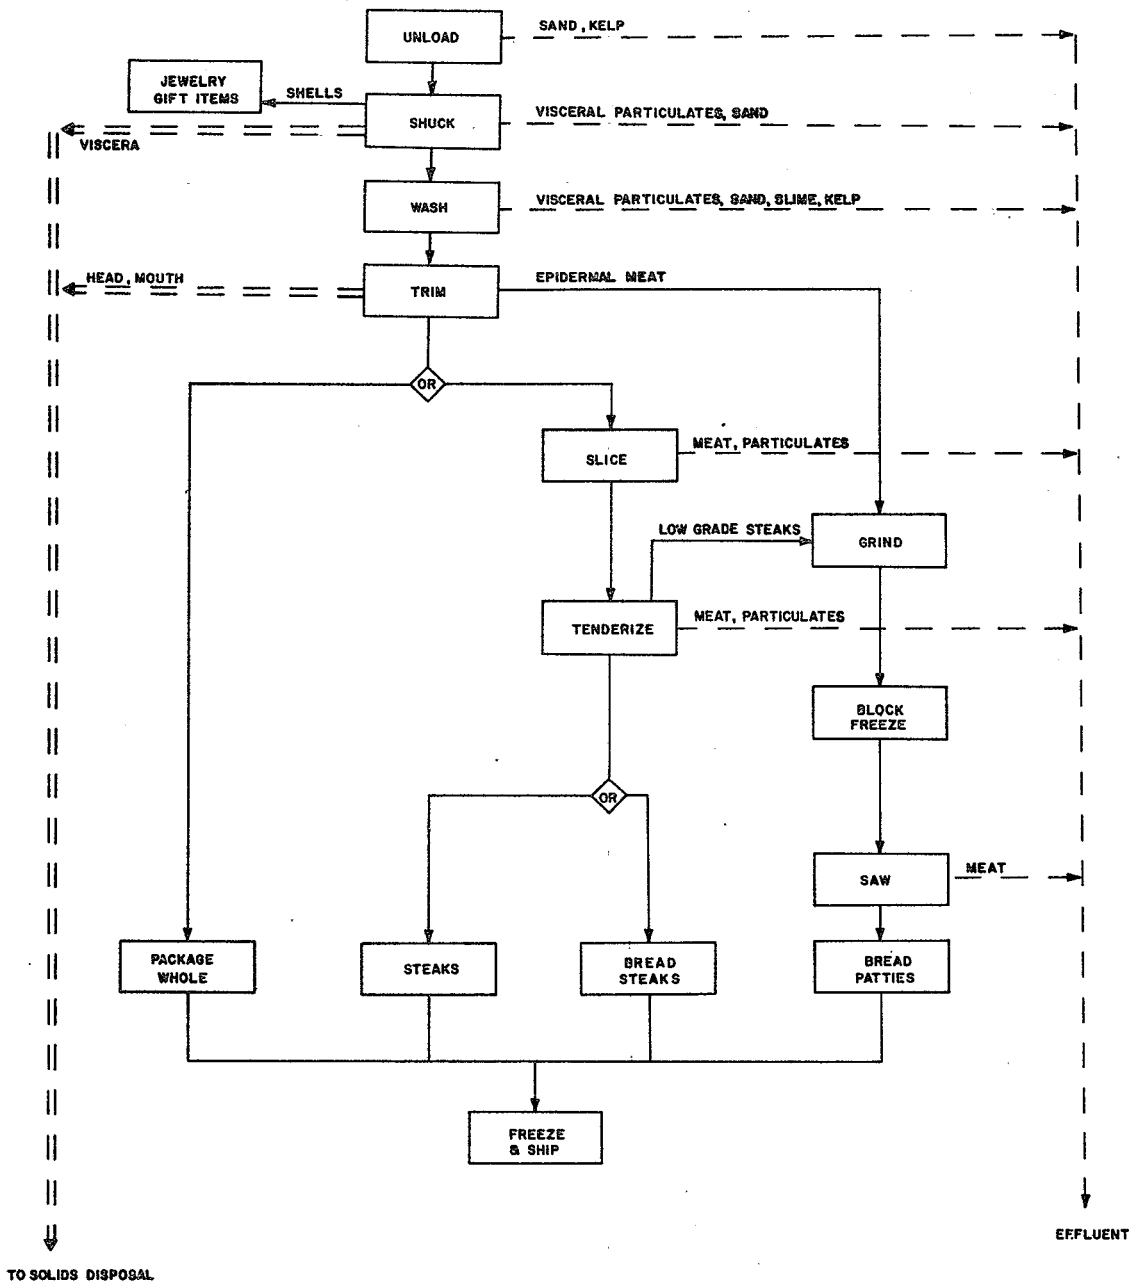 UNLOAD
SAND, KELP
JEWELRY
GIFT ITEMS
SHELLS
SHUCK
VISCERAL PARTICULATES, SAND
VISCERA
WASH
VISCERAL PARTICULATES, SAND, SLIME, KELP
HEAD, MOUTH
TRIM
EPIDERMAL MEAT
OR
SLICE
MEAT, PARTICULATES
LOW GRADE STEAKS
GRIND
TENDERIZE
MEAT, PARTICULATES
BLOCK
FREEZE
OR
SAW
MEAT
PACKAGE
WHOLE
STEAKS
BREAD
STEAKS
BREAD
PATTIES
FREEZE
& SHIP
EFFLUENT
TO SOLIDS DISPOSAL